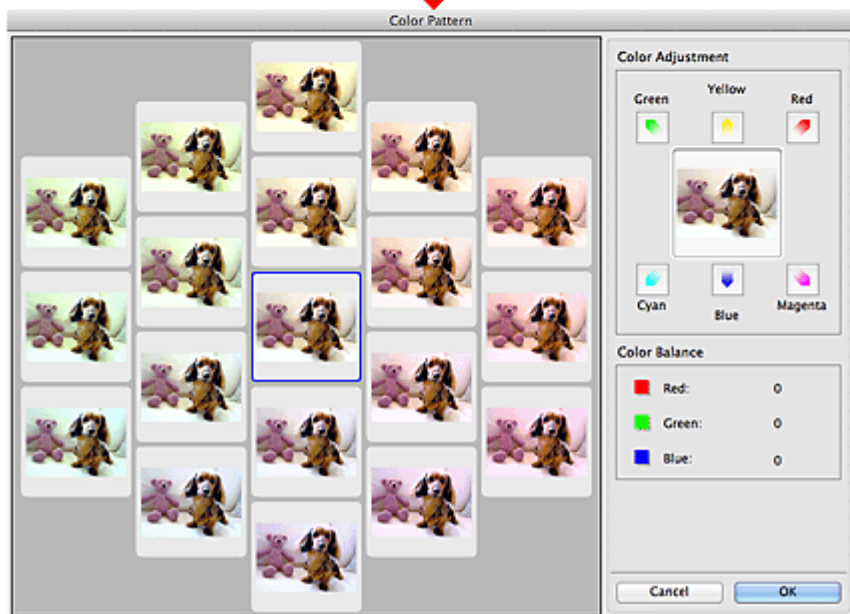 Color Pattern
Color Adjustment
Green
Yellow
Red
Cyan
Blue
Magenta
Color Balance
Red: 0
Green: 0
Blue: 0
Cancel
OK